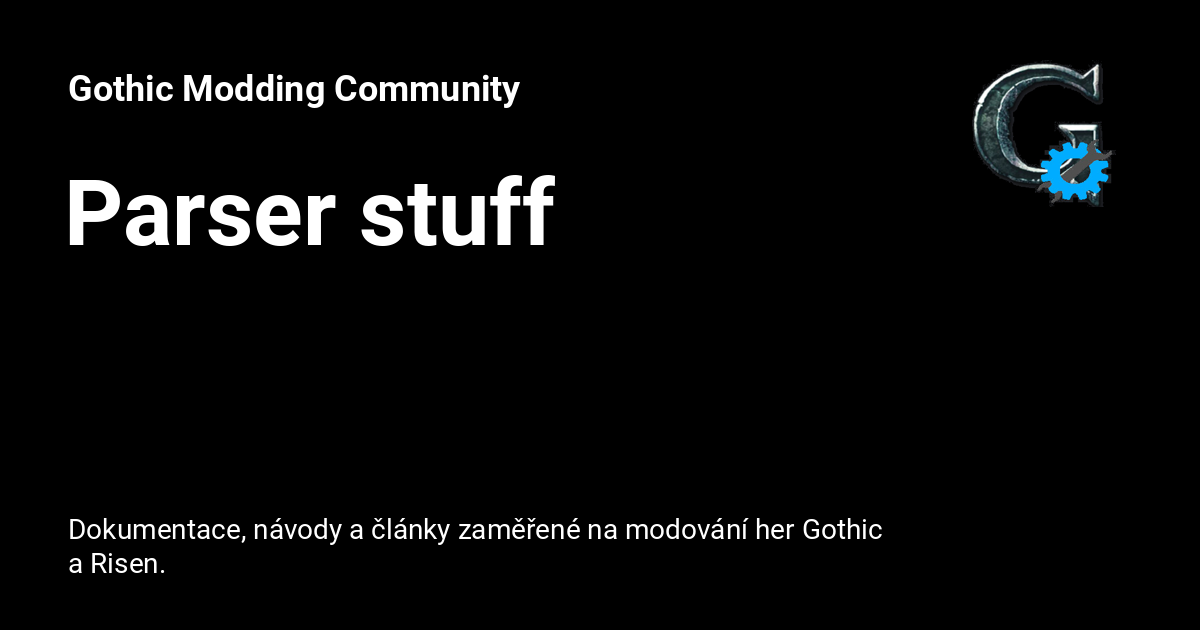 Gothic Modding Community
Parser stuff
Dokumentace, návody a články zaměřené na modování her Gothic
a Risen.